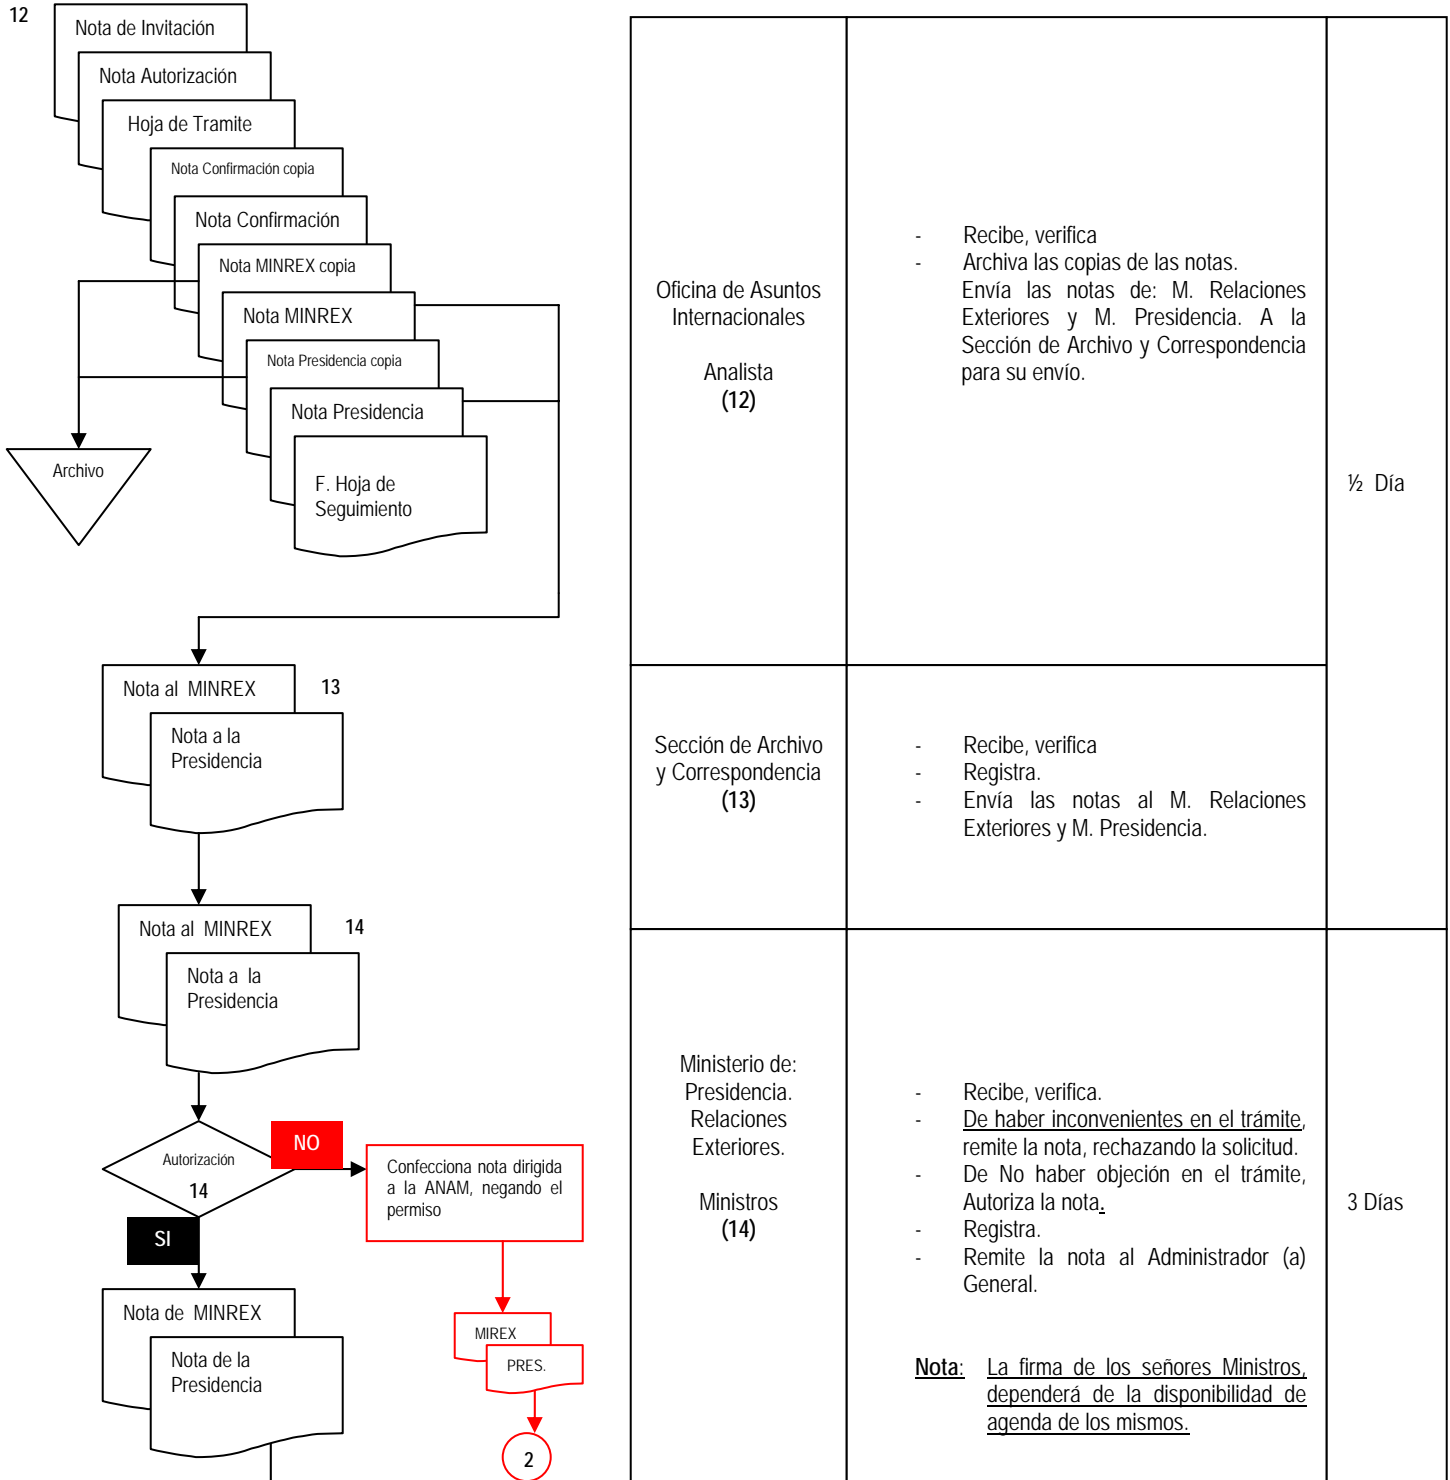 12
Nota de Invitación
Nota Autorización
Hoja de Tramite
Nota Confirmación copia
Nota Confirmación
Nota MINREX copia
Nota MINREX
Nota Presidencia copia
Nota Presidencia
F. Hoja de
Seguimiento
Archivo
Oficina de Asuntos
Internacionales
Analista
(12)
- Recibe, verifica
- Archiva las copias de las notas.
Envía las notas de: M. Relaciones
Exteriores y M. Presidencia. A la
Sección de Archivo y Correspondencia
para su envío.
½ Día
Nota al MINREX
13
Nota a la
Presidencia
Sección de Archivo
y Correspondencia
(13)
- Recibe, verifica
- Registra.
- Envía las notas al M. Relaciones
Exteriores y M. Presidencia.
Nota al MINREX
14
Nota a la
Presidencia
Autorización
14
NO
SI
Confecciona nota dirigida
a la ANAM, negando el
permiso
MIREX
PRES.
2
Nota de MINREX
Nota de la
Presidencia
Ministerio de:
Presidencia.
Relaciones
Exteriores.
Ministros
(14)
- Recibe, verifica.
- De haber inconvenientes en el trámite,
remite la nota, rechazando la solicitud.
- De No haber objeción en el trámite,
Autoriza la nota.
- Registra.
- Remite la nota al Administrador (a)
General.
Nota: La firma de los señores Ministros,
dependerá de la disponibilidad de
agenda de los mismos.
3 Días